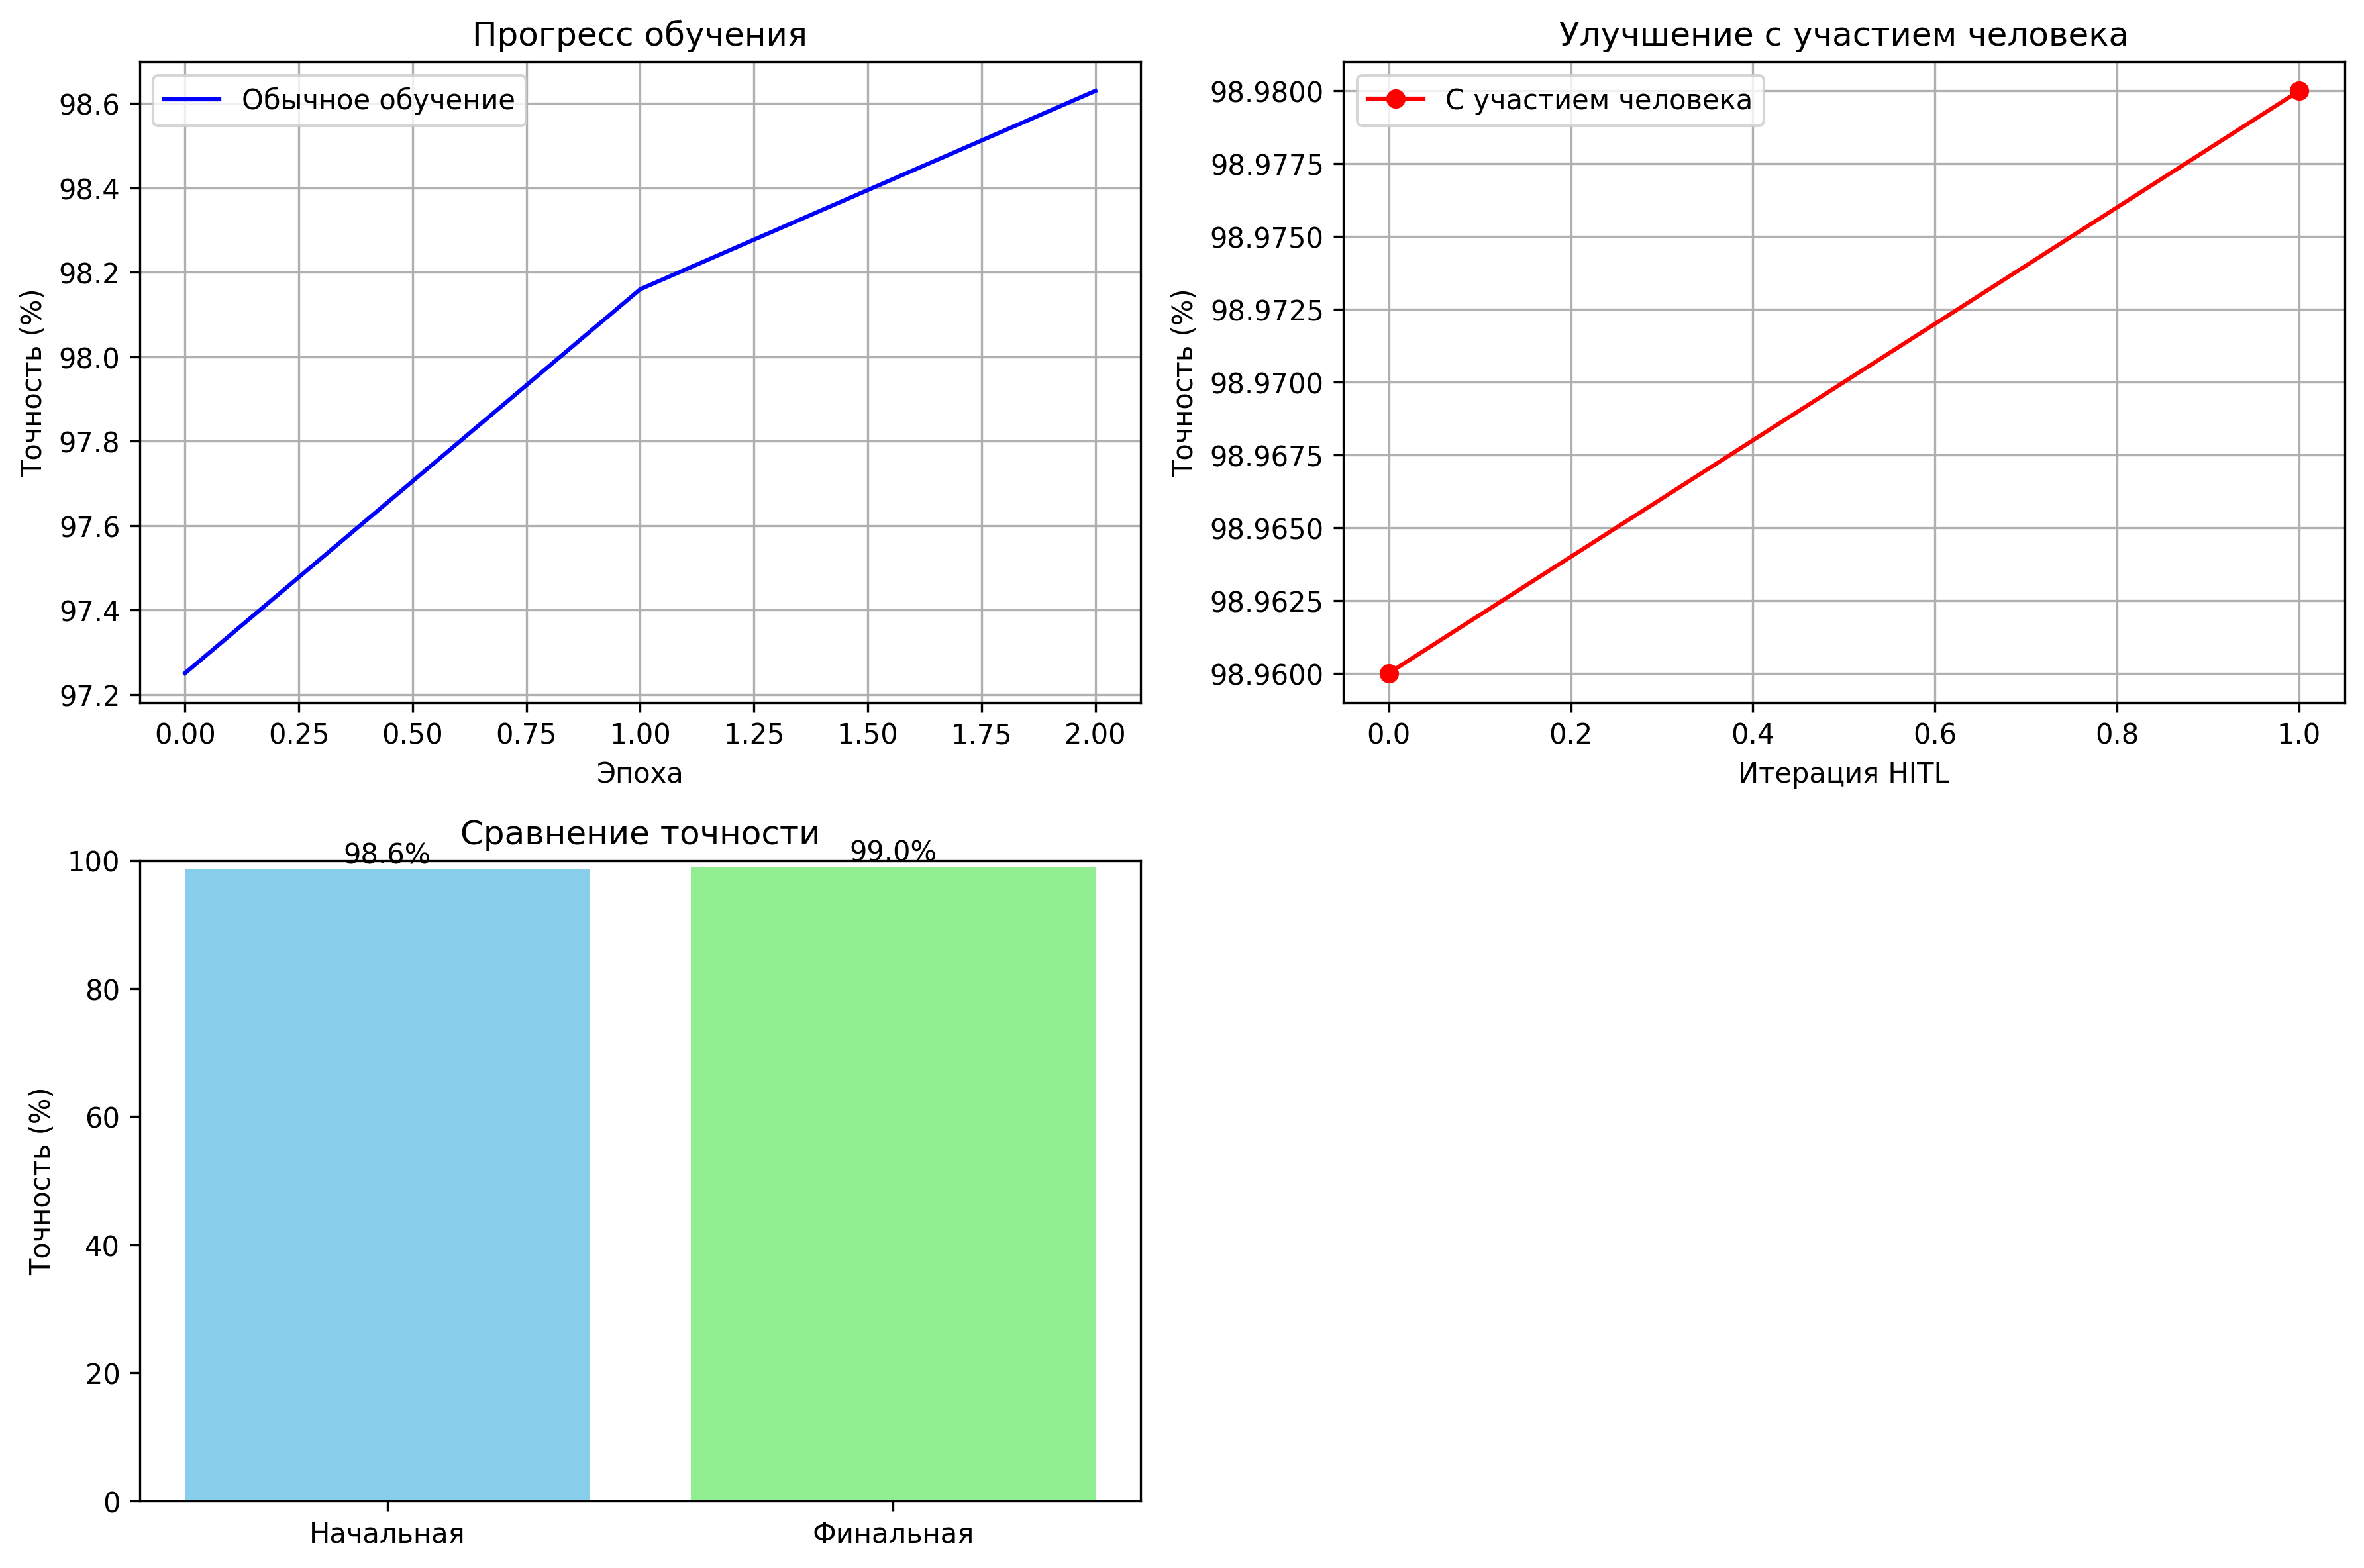 Прогресс обучения
Обычное обучение
98.6
98.4
98.2
98.0
97.8
97.6
97.4
97.2
Точность (%)
0.00 0.25 0.50 0.75 1.00 1.25 1.50 1.75 2.00
Эпоха
Улучшение с участием человека
С участием человека
98.9800
98.9775
98.9750
98.9725
98.9700
98.9675
98.9650
98.9625
98.9600
Точность (%)
0.0 0.2 0.4 0.6 0.8 1.0
Итерация HITL
Сравнение точности
98.6% 99.0%
100
80
60
40
20
0
Точность (%)
Начальная Финальная